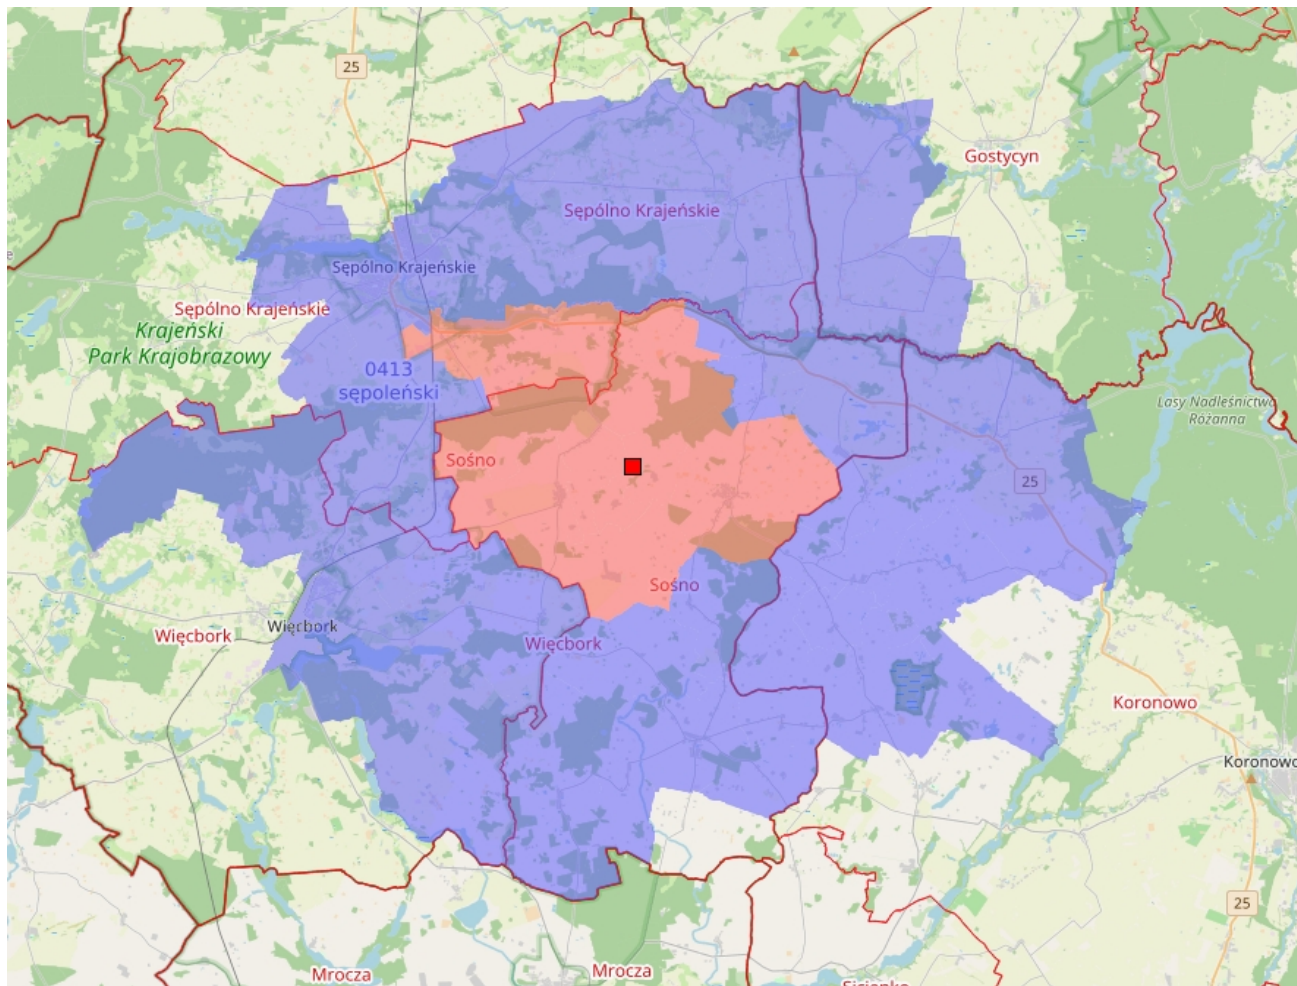 25
Gostycyn
Sępólno Krajeńskie
Sępólno Krajeńskie
Sępólno Krajeńskie
Krajeński
Park Krajobrazowy
0413
sępoleński
Lasy Nadleśnictwa
Różanna
Sośno
25
Sośno
Więcbork
Więcbork
Więcbork
Koronowo
Koronowo
25
Mrocza
Mrocza